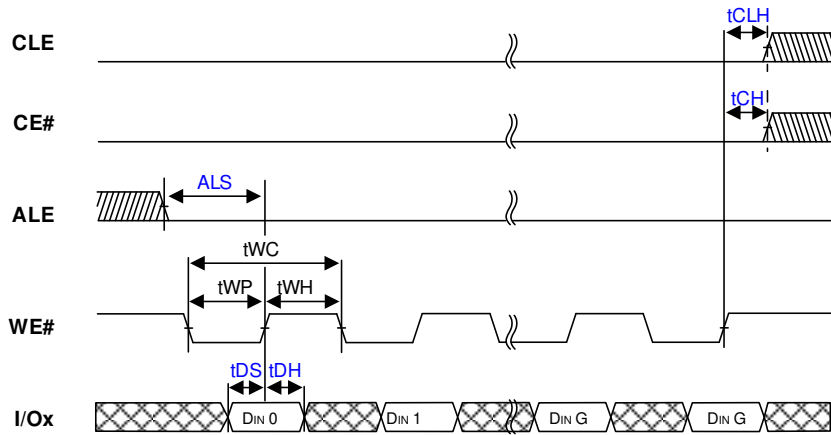 tCLH
CLE
tCH
CE#
ALS
ALE
tWC
tWP tWH
WE#
tDS tDH
I/Ox DIN 0 DIN 1 DIN G DIN G